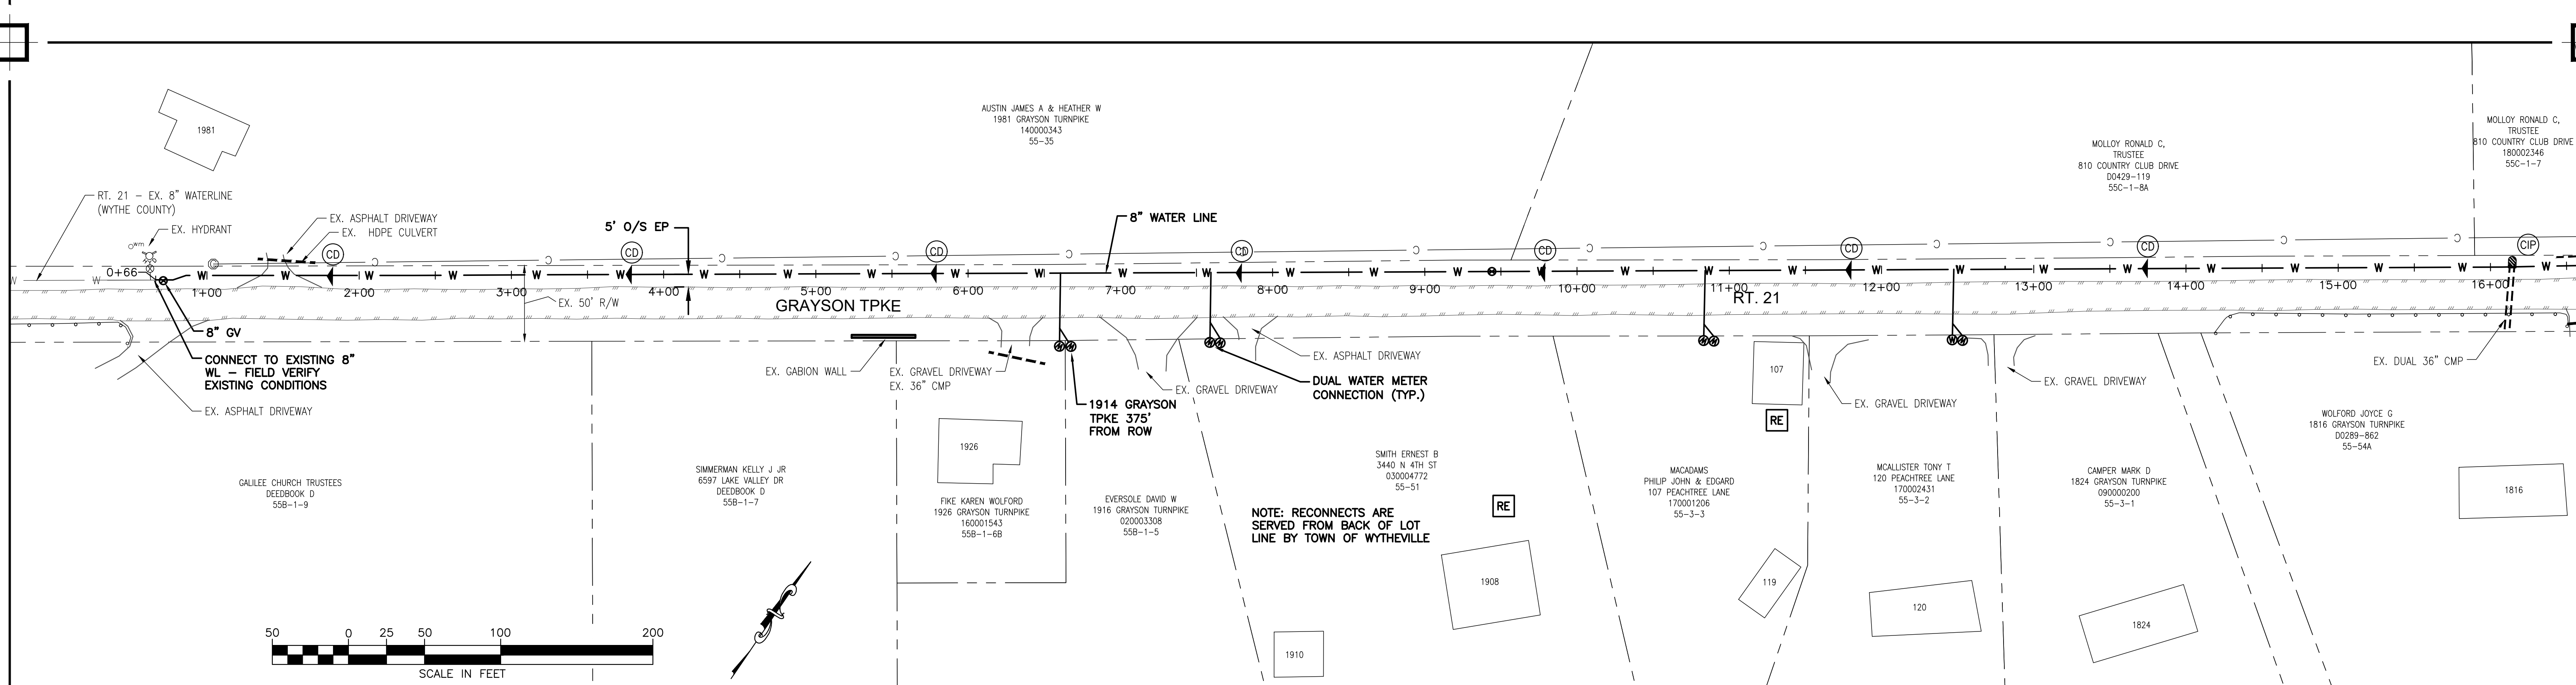 AUSTIN JAMES A & HEATHER W
1981 GRAYSON TURNPIKE
140000343
55-35
MOLLOY RONALD C,
TRUSTEE
810 COUNTRY CLUB DRIVE
D0429-119
55C-1-8A
MOLLOY RONALD C,
TRUSTEE
810 COUNTRY CLUB DRIVE
180002346
55C-1-7
1981
RT. 21 - EX. 8" WATERLINE
(WYTHE COUNTY)
EX. HYDRANT
WM
EX. ASPHALT DRIVEWAY
EX. HDPE CULVERT
5' O/S EP
8" WATER LINE
CD
CD
CD
CD
CD
CD
CD
CIP
0+66
W W W W W W W W W W W W W W W W W W W W W W W W W W W W W W W
1+00
2+00
3+00
4+00
5+00
6+00
7+00
8+00
9+00
10+00
11+00
12+00
13+00
14+00
15+00
16+00
EX. 50' R/W
GRAYSON TPKE
RT. 21
8" GV
CONNECT TO EXISTING 8"
WL - FIELD VERIFY
EXISTING CONDITIONS
EX. ASPHALT DRIVEWAY
EX. GABION WALL
EX. GRAVEL DRIVEWAY
EX. 36" CMP
1914 GRAYSON
TPKE 375'
FROM ROW
EX. GRAVEL DRIVEWAY
EX. ASPHALT DRIVEWAY
DUAL WATER METER
CONNECTION (TYP.)
107
RE
EX. GRAVEL DRIVEWAY
EX. GRAVEL DRIVEWAY
EX. DUAL 36" CMP
GALILEE CHURCH TRUSTEES
DEEDBOOK D
55B-1-9
SIMMERMAN KELLY J JR
6597 LAKE VALLEY DR
DEEDBOOK D
55B-1-7
1926
FIKE KAREN WOLFORD
1926 GRAYSON TURNPIKE
160001543
55B-1-6B
EVERSOLE DAVID W
1916 GRAYSON TURNPIKE
020003308
55B-1-5
SMITH ERNEST B
3440 N 4TH ST
030004772
55-51
RE
NOTE: RECONNECTS ARE
SERVED FROM BACK OF LOT
LINE BY TOWN OF WYTHEVILLE
MACADAMS
PHILIP JOHN & EDGARD
107 PEACHTREE LANE
170001206
55-3-3
MCALLISTER TONY T
120 PEACHTREE LANE
170002431
55-3-2
CAMPER MARK D
1824 GRAYSON TURNPIKE
090000200
55-3-1
WOLFORD JOYCE G
1816 GRAYSON TURNPIKE
D0289-862
55-54A
1816
1908
119
120
1824
1910
50 0 25 50 100 200
SCALE IN FEET